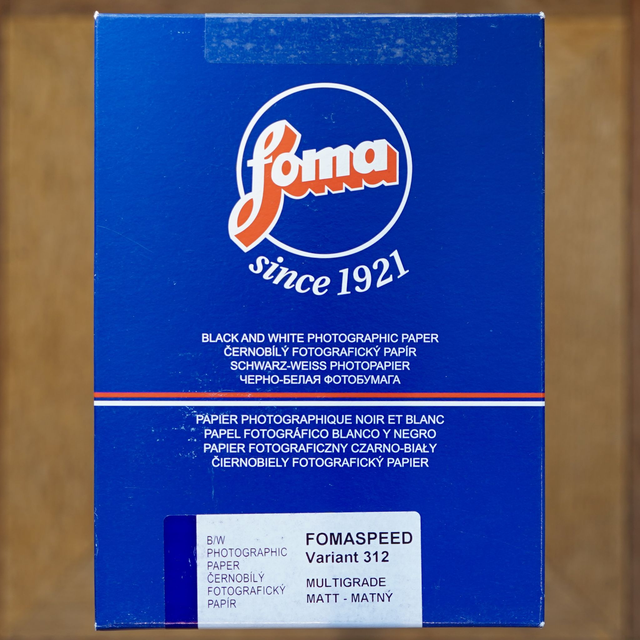 foma
since 1921
BLACK AND WHITE PHOTOGRAPHIC PAPER
ČERNOBÍLÝ FOTOGRAFICKÝ PAPÍR
SCHWARZ-WEISS PHOTOPAPIER
ЧЕРНО-БЕЛАЯ ФОТОБУМАГА
PAPIER PHOTOGRAPHIQUE NOIR ET BLANC
PAPEL FOTOGRÁFICO BLANCO Y NEGRO
PAPIER FOTOGRAFICZNY CZARNO-BIAŁY
ČIERNOBIELY FOTOGRAFICKÝ PAPIER
B/W
PHOTOGRAPHIC
PAPER
ČERNOBÍLÝ
FOTOGRAFICKÝ
PAPÍR
FOMASPEED
Variant 312
MULTIGRADE
MATT - MATNÝ